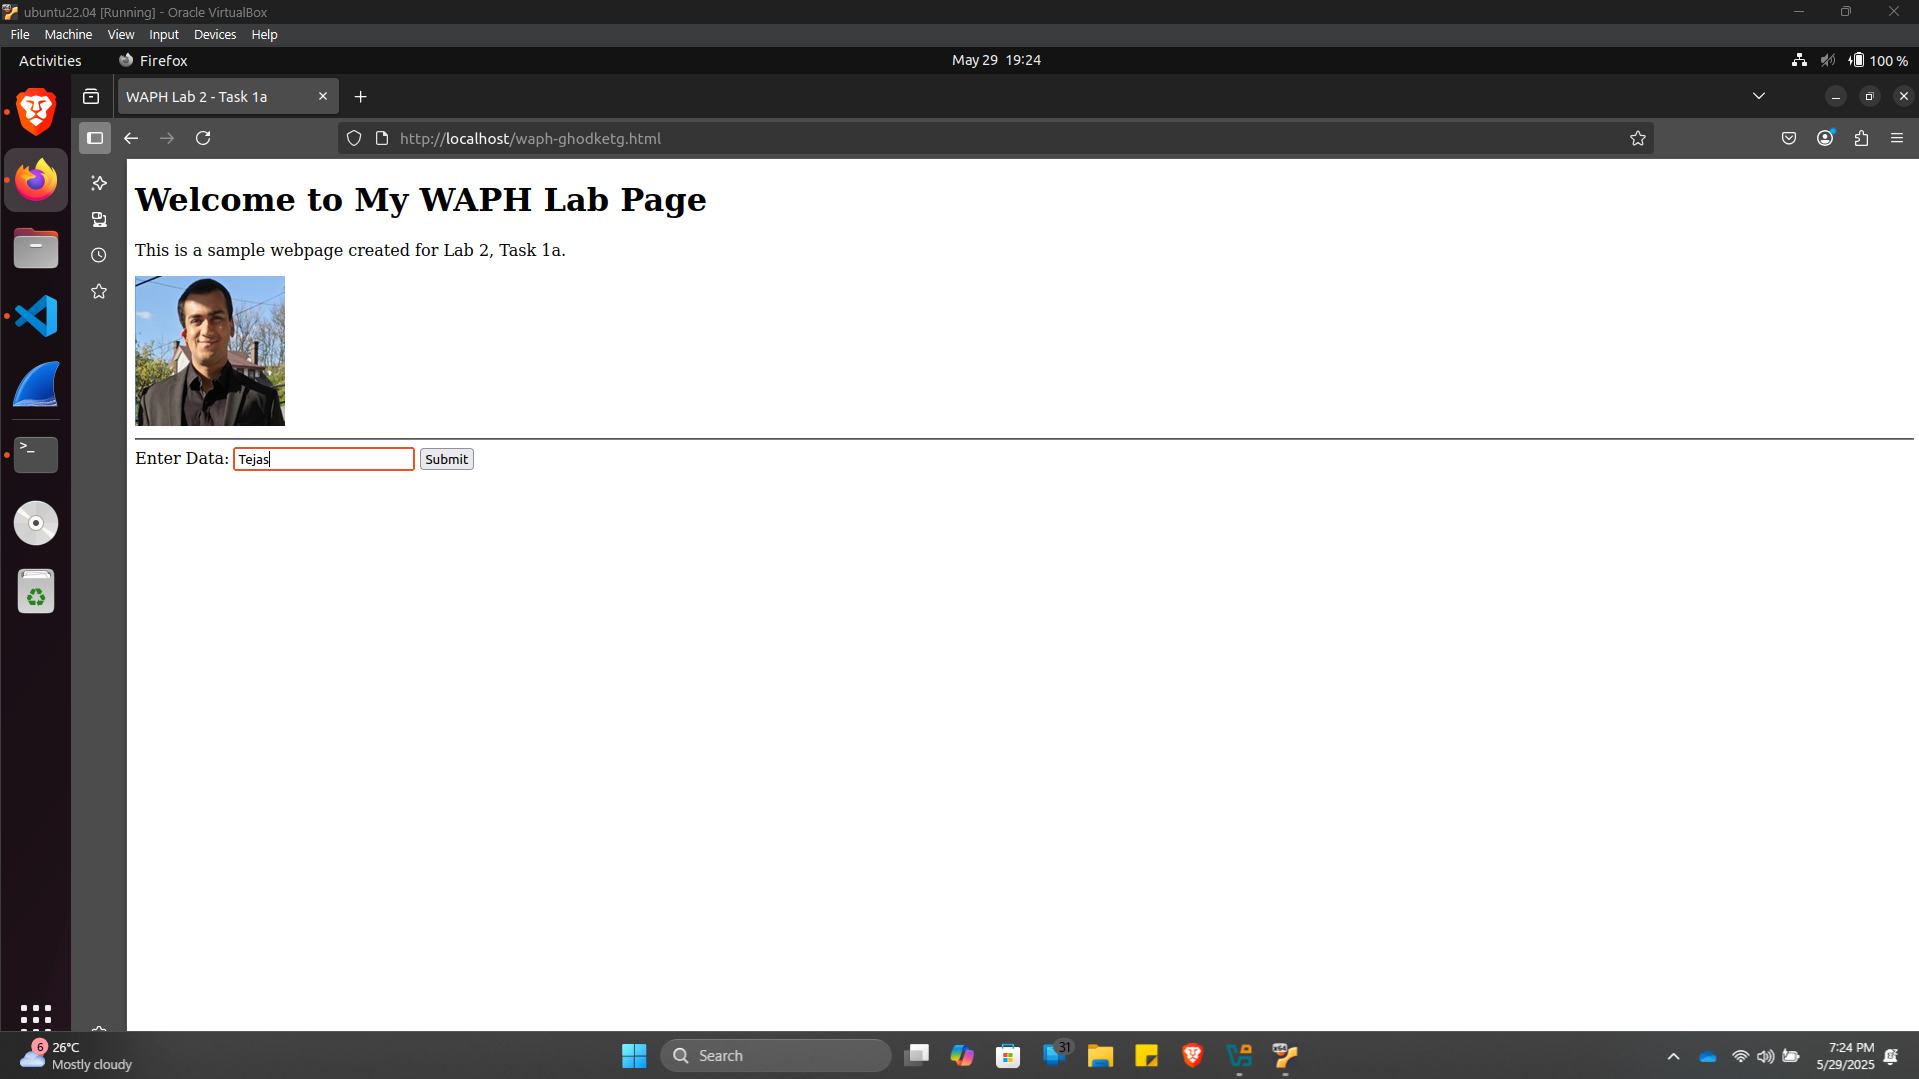 ubuntu22.04 [Running] - Oracle VirtualBox
File Machine View Input Devices Help
Activities Firefox May 29 19:24 100 %
WAPH Lab 2 - Task 1a
http://localhost/waph-ghodketg.html
Welcome to My WAPH Lab Page
This is a sample webpage created for Lab 2, Task 1a.
Enter Data: Tejas Submit
>_
6 26°C
Mostly cloudy
Search
31
x64
7:24 PM
5/29/2025